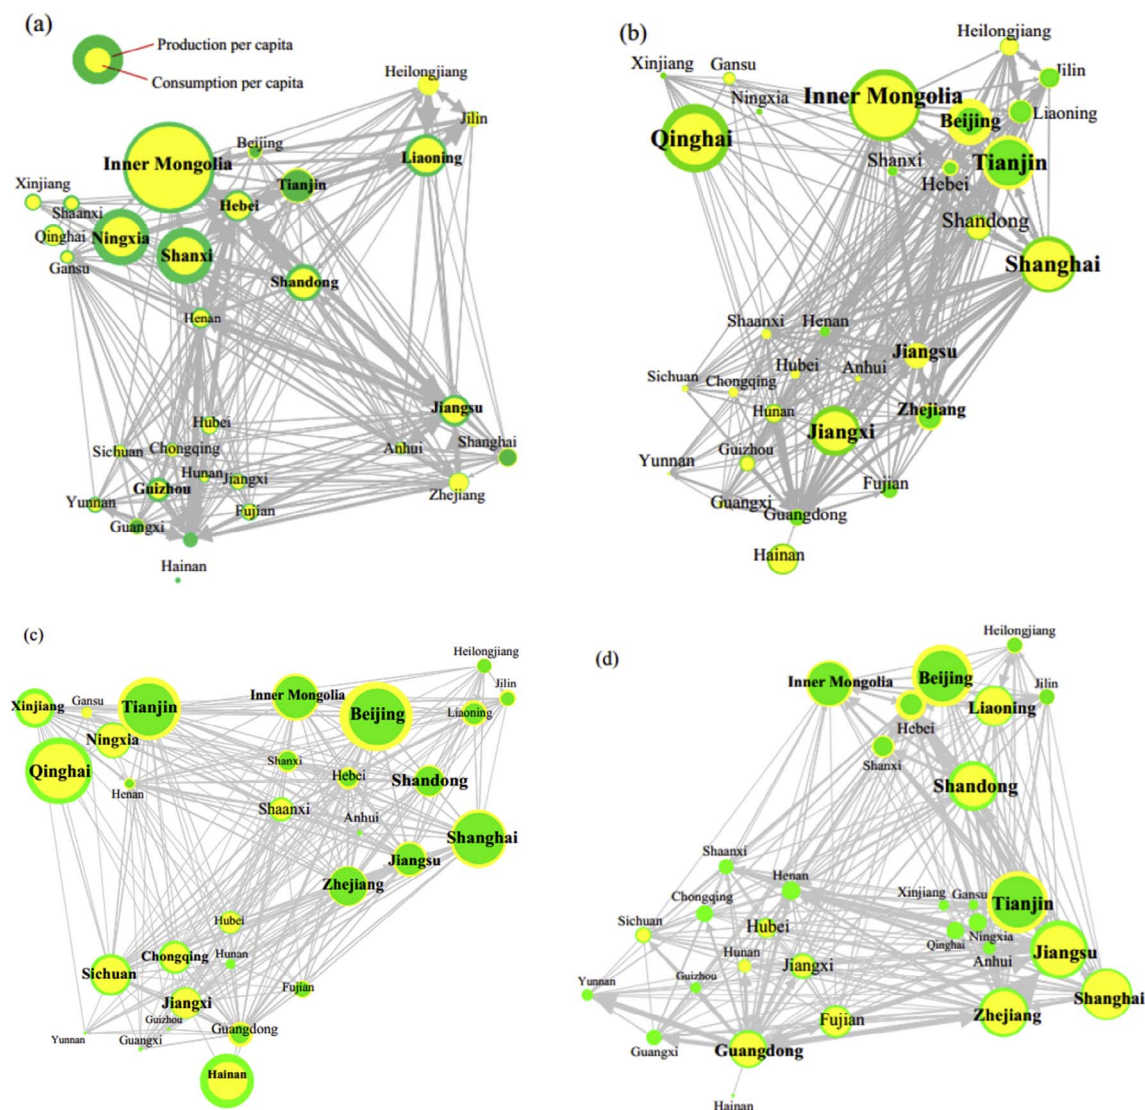 (a)
Production per capita
Consumption per capita
Heilongjiang
Jilin
Beijing
Liaoning
Inner Mongolia
Tianjin
Xinjiang
Shaanxi
Hebei
Qinghai
Ningxia
Shanxi
Gansu
Shandong
Henan
Jiangsu
Hubei
Shanghai
Sichuan
Chongqing
Anhui
Hunan
Jiangxi
Guizhou
Zhejiang
Yunnan
Fujian
Guangxi
Hainan
(b)
Heilongjiang
Xinjiang
Gansu
Jilin
Ningxia
Inner Mongolia
Liaoning
Beijing
Qinghai
Shanxi
Tianjin
Hebei
Shandong
Shanghai
Shaanxi
Henan
Jiangsu
Hubei
Anhui
Sichuan
Chongqing
Hunan
Zhejiang
Jiangxi
Guizhou
Yunnan
Fujian
Guangxi
Guangdong
Hainan
(c)
Heilongjiang
Jilin
Inner Mongolia
Xinjiang
Gansu
Tianjin
Beijing
Liaoning
Ningxia
Shanxi
Qinghai
Hebei
Shandong
Henan
Shaanxi
Anhui
Shanghai
Jiangsu
Zhejiang
Hubei
Chongqing
Hunan
Sichuan
Fujian
Jiangxi
Guizhou
Guangdong
Yunnan
Guangxi
Hainan
(d)
Heilongjiang
Inner Mongolia
Beijing
Jilin
Liaoning
Hebei
Shanxi
Shandong
Shaanxi
Henan
Xinjiang
Gansu
Chongqing
Tianjin
Sichuan
Hubei
Ningxia
Qinghai
Jiangsu
Hunan
Anhui
Jiangxi
Guizhou
Yunnan
Shanghai
Zhejiang
Fujian
Guangxi
Guangdong
Hainan